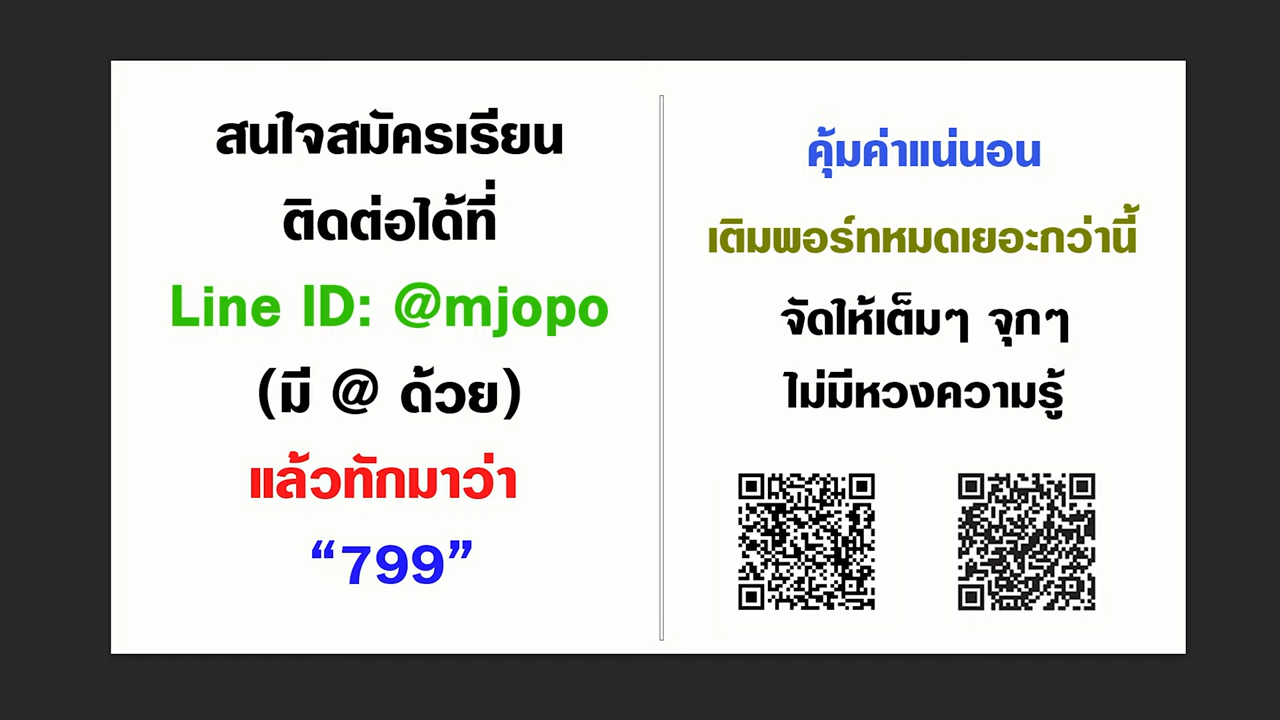 สนใจสมัครเรียน
ติดต่อได้ที่
Line ID: @mjopo
(มี @ ด้วย)
แล้วทักมาว่า
“799”
คุ้มค่าแน่นอน
เติมพอร์ทหมดเยอะกว่านี้
จัดให้เต็มๆ จุกๆ
ไม่มีหวงความรู้